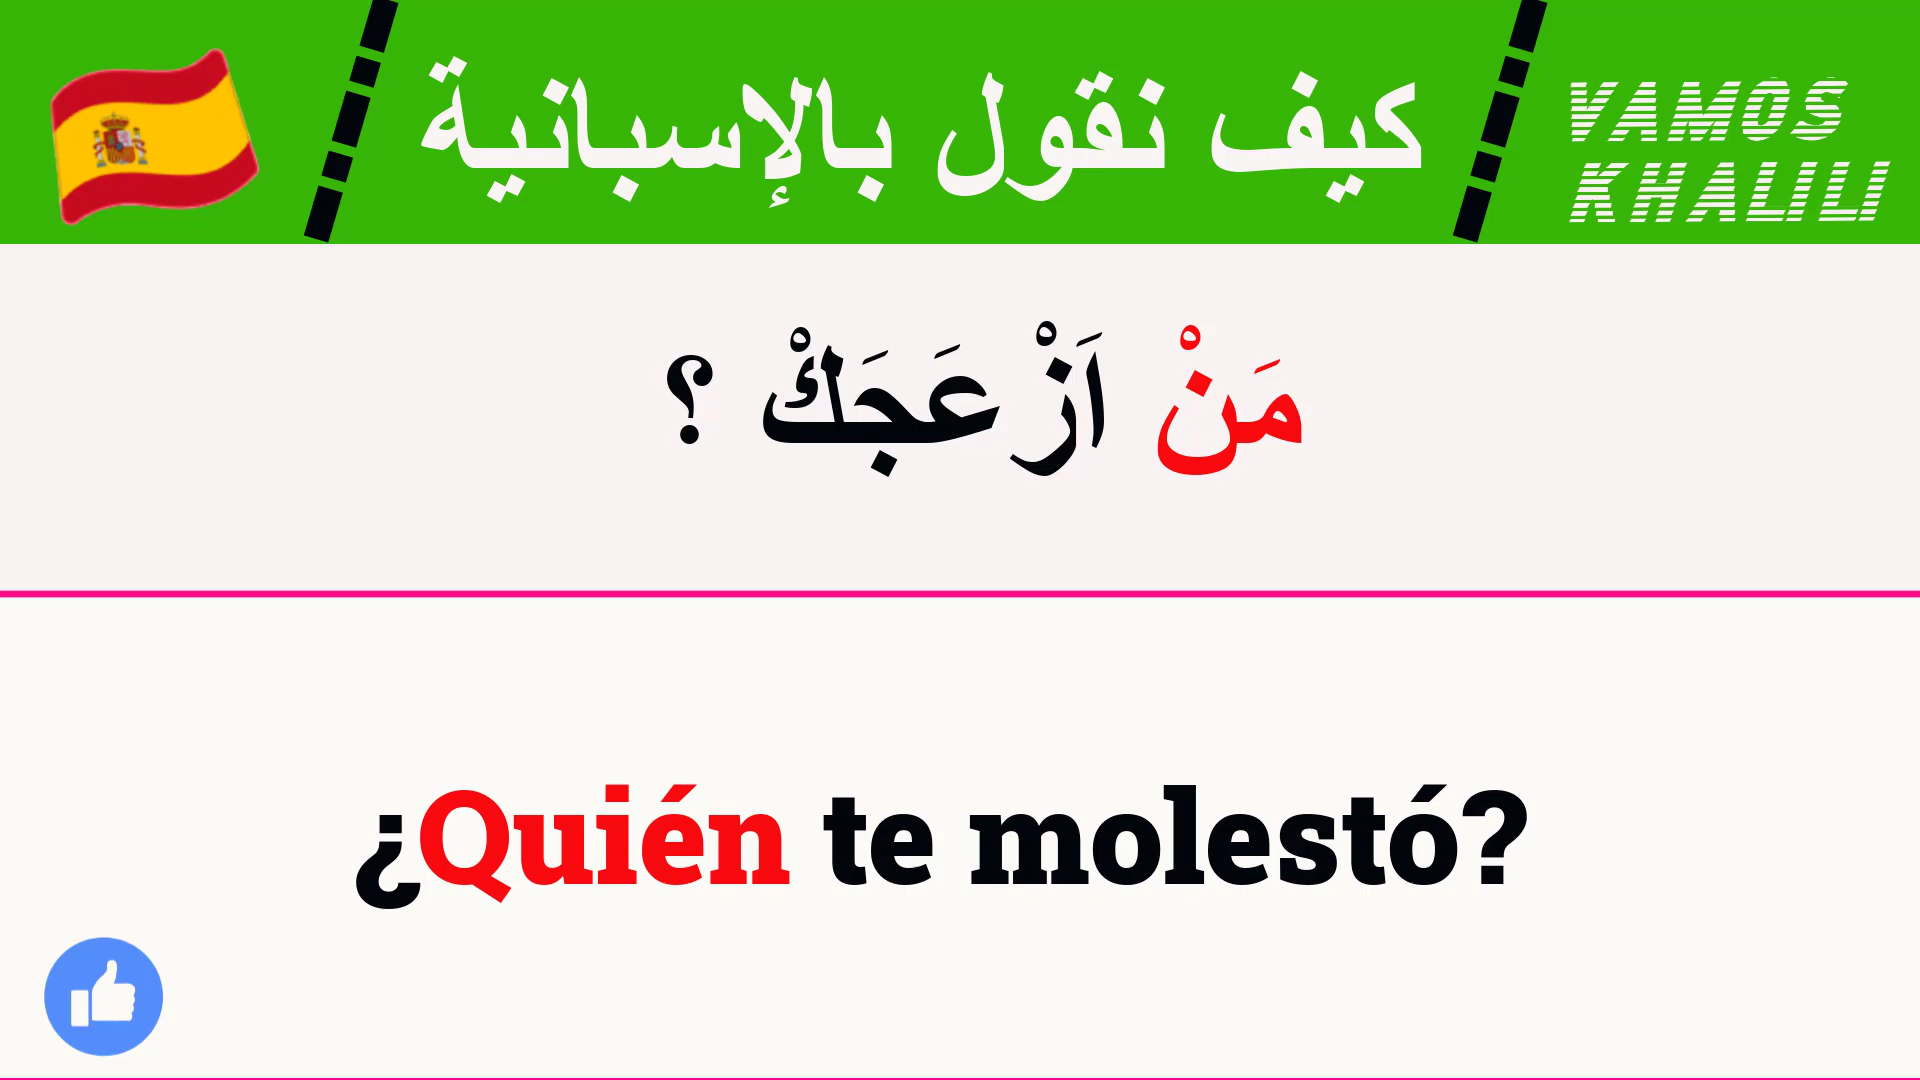 كيف نقول بالإسبانية
VAMOS
KHALILI
مَنْ اَزْعَجَكْ ؟
¿Quién te molestó?